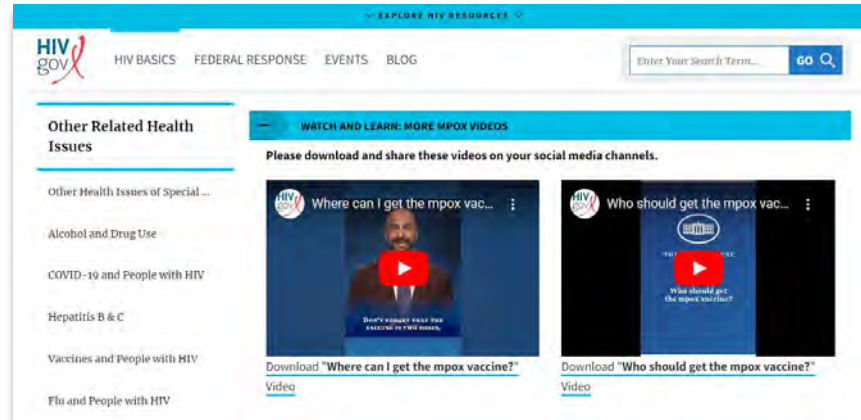 EXPLORE HIV RESOURCES
HIV
gov
HIV BASICS FEDERAL RESPONSE EVENTS BLOG
Enter Your Search Term...
GO
Other Related Health
Issues
Other Health Issues of Special ...
Alcohol and Drug Use
COVID-19 and People with HIV
Hepatitis B & C
Vaccines and People with HIV
Flu and People with HIV
WATCH AND LEARN: MORE MPOX VIDEOS
Please download and share these videos on your social media channels.
HIV
gov
Where can I get the mpox vac...
DON'T FORGET THAT THE
VACCINE IS TWO DOSES,
Download "Where can I get the mpox vaccine?"
Video
HIV
gov
Who should get the mpox vac...
Who should get
the mpox vaccine?
Download "Who should get the mpox vaccine?"
Video